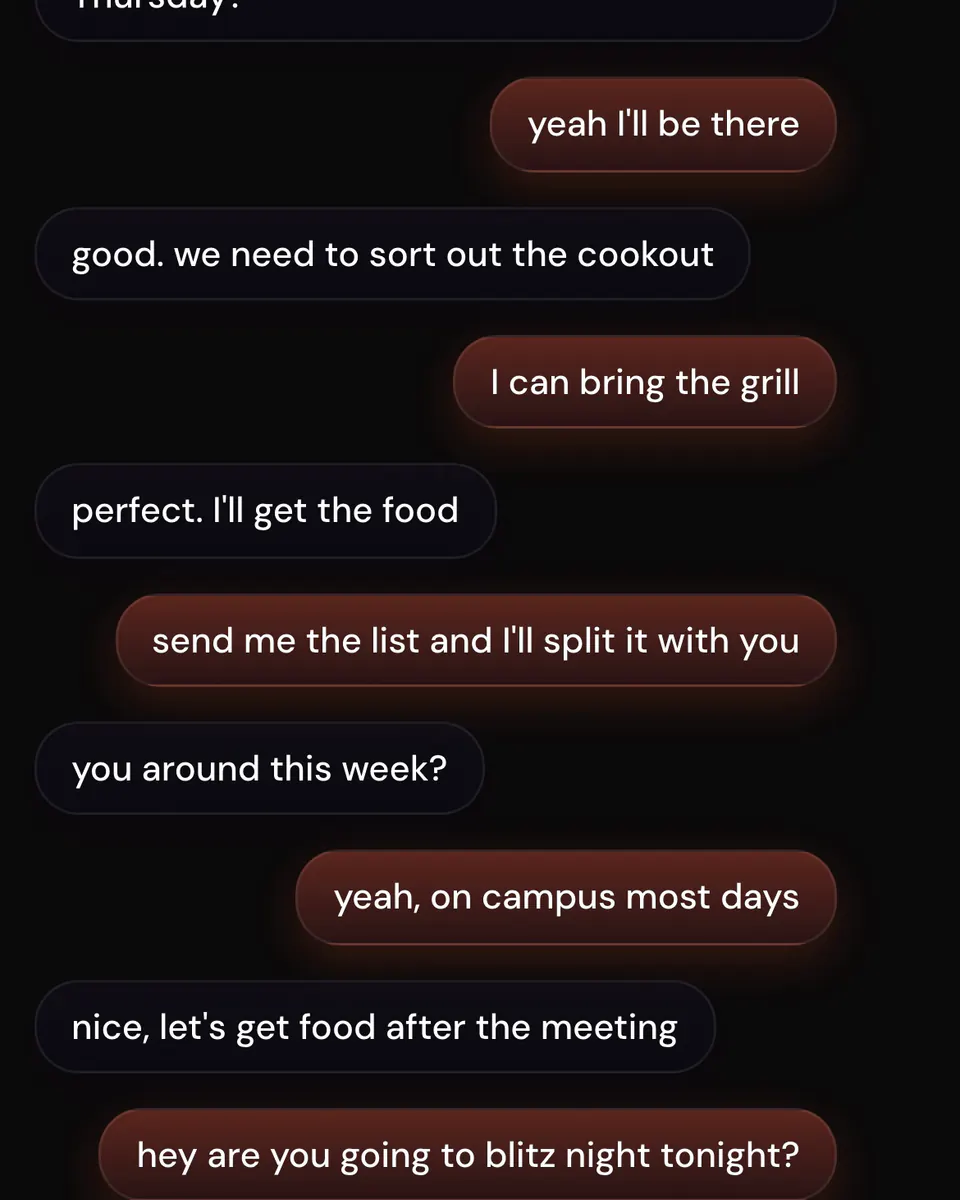 Thursday?
yeah I'll be there
good. we need to sort out the cookout
I can bring the grill
perfect. I'll get the food
send me the list and I'll split it with you
you around this week?
yeah, on campus most days
nice, let's get food after the meeting
hey are you going to blitz night tonight?